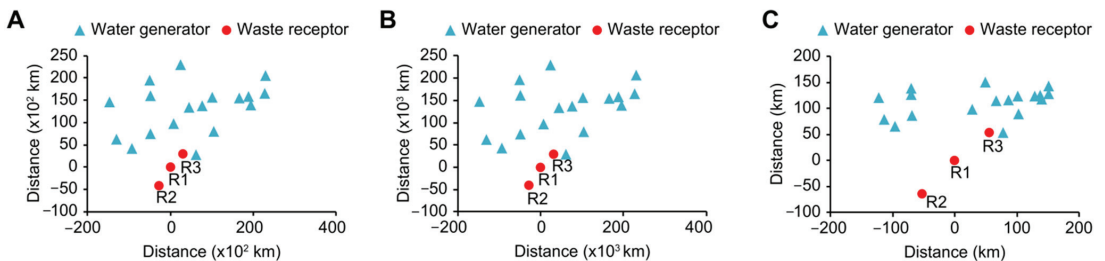 A
Water generator Waste receptor
250
200
150
100
50
0
−50
−100
−200 0 200 400
Distance (x10² km)
Distance (x10² km)
R3
R1
R2
B
Water generator Waste receptor
250
200
150
100
50
0
−50
−100
−200 0 200 400
Distance (x10³ km)
Distance (x10³ km)
R3
R1
R2
C
Water generator Waste receptor
200
150
100
50
0
−50
−100
−200 −100 0 100 200
Distance (km)
Distance (km)
R3
R1
R2